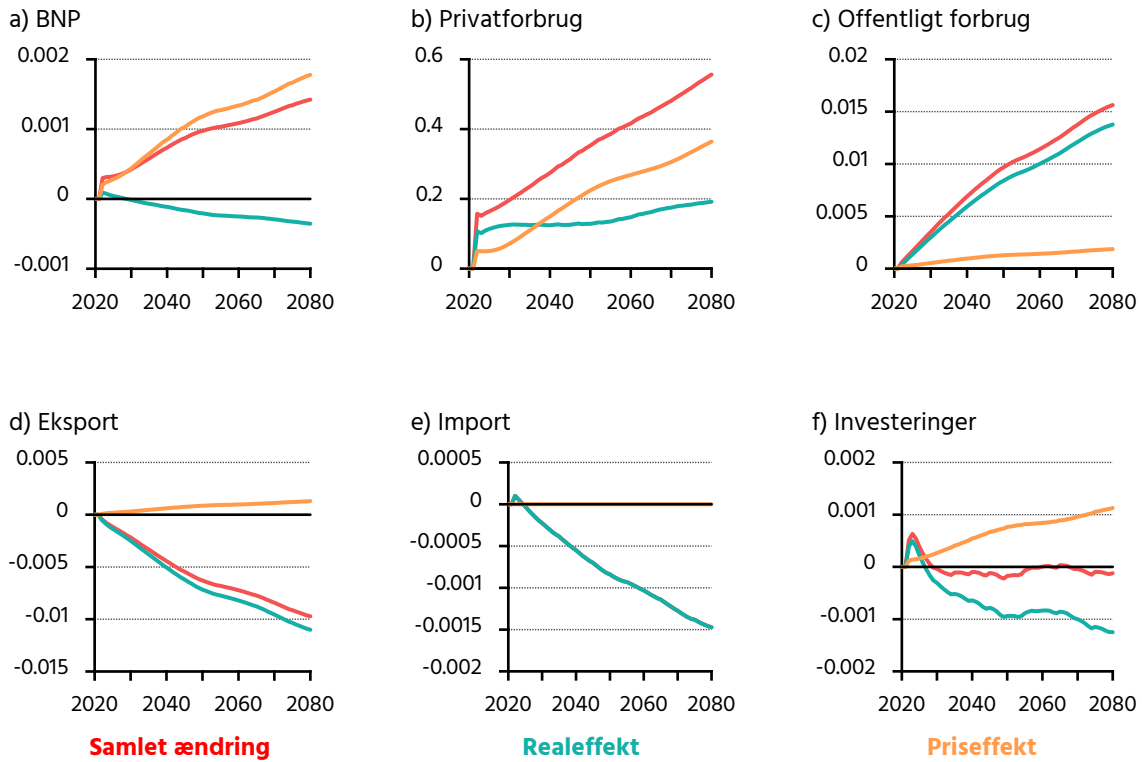 a) BNP
0.002
0.001
0
-0.001
2020 2040 2060 2080
b) Privatforbrug
0.6
0.4
0.2
0
2020 2040 2060 2080
c) Offentligt forbrug
0.02
0.015
0.01
0.005
0
2020 2040 2060 2080
d) Eksport
0.005
0
-0.005
-0.01
-0.015
2020 2040 2060 2080
e) Import
0.0005
0
-0.0005
-0.001
-0.0015
-0.002
2020 2040 2060 2080
f) Investeringer
0.002
0.001
0
-0.001
-0.002
2020 2040 2060 2080
Samlet ændring
Realeffekt
Priseffekt